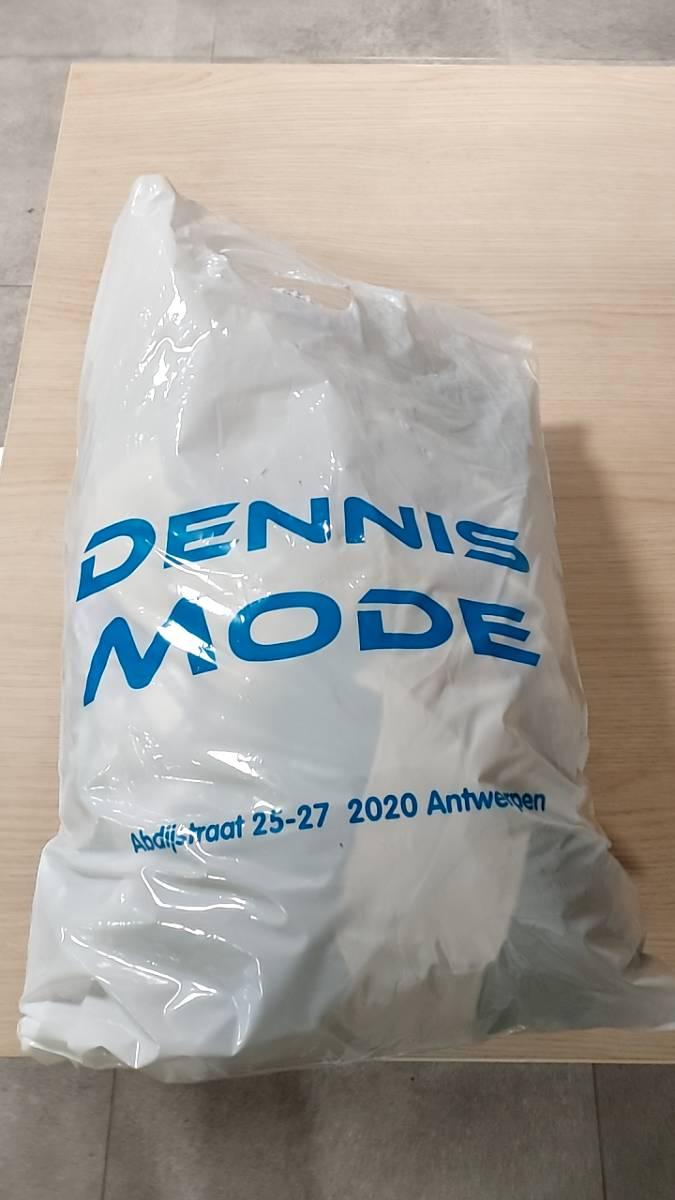 DENNIS
MODE
Abdijstraat 25-27 2020 Antwerpen